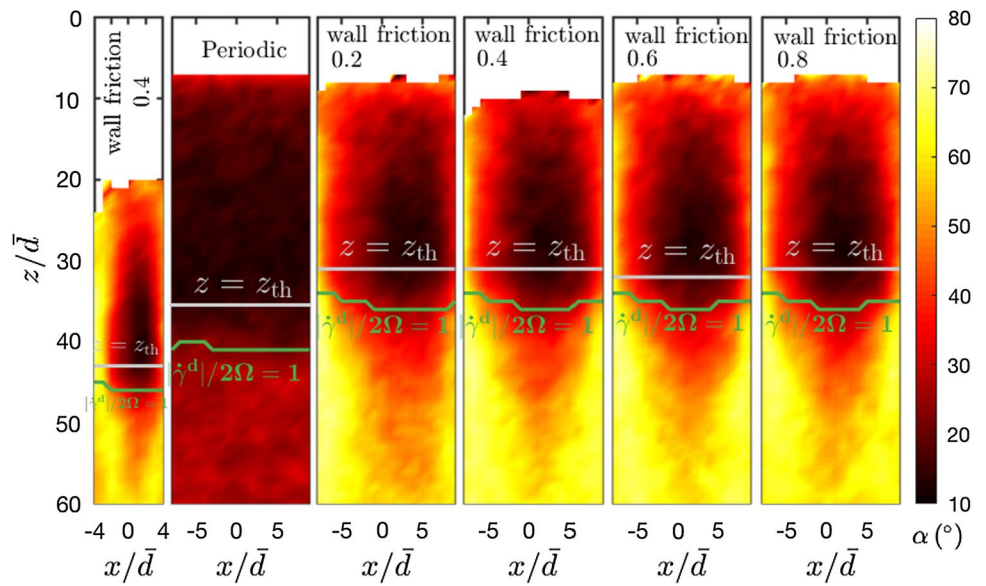 0
10
20
30
40
50
60
z/d̄
wall friction
0.4
= z_th
|γ̇^d|/2Ω = 1
-4 0 4
x/d̄
Periodic
z = z_th
|γ̇^d|/2Ω = 1
-5 0 5
x/d̄
wall friction
0.2
z = z_th
|γ̇^d|/2Ω = 1
-5 0 5
x/d̄
wall friction
0.4
z = z_th
|γ̇^d|/2Ω = 1
-5 0 5
x/d̄
wall friction
0.6
z = z_th
|γ̇^d|/2Ω = 1
-5 0 5
x/d̄
wall friction
0.8
z = z_th
|γ̇^d|/2Ω = 1
-5 0 5
x/d̄
80
70
60
50
40
30
20
10
α (°)